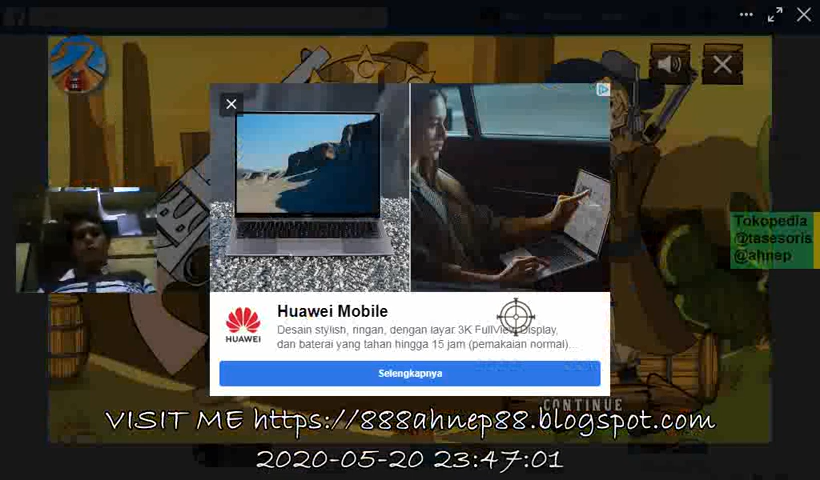 Tokopedia
@tasesoris
@ahnep
HUAWEI
Huawei Mobile
Desain stylish, ringan, dengan layar 3K FullView Display,
dan baterai yang tahan hingga 15 jam (pemakaian normal)...
Selengkapnya
CONTINUE
VISIT ME https://888ahnep88.blogspot.com
2020-05-20 23:47:01